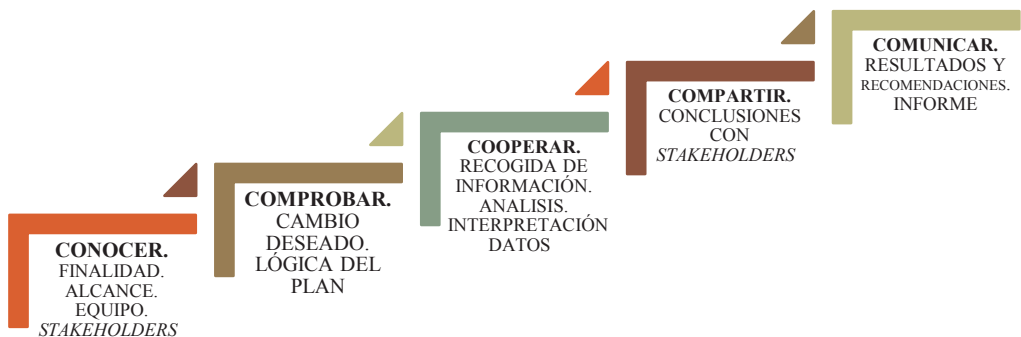 CONOCER.
FINALIDAD.
ALCANCE.
EQUIPO.
STAKEHOLDERS
COMPROBAR.
CAMBIO
DESEADO.
LÓGICA DEL
PLAN
COOPERAR.
RECOGIDA DE
INFORMACIÓN.
ANALISIS.
INTERPRETACIÓN
DATOS
COMPARTIR.
CONCLUSIONES
CON
STAKEHOLDERS
COMUNICAR.
RESULTADOS Y
RECOMENDACIONES.
INFORME